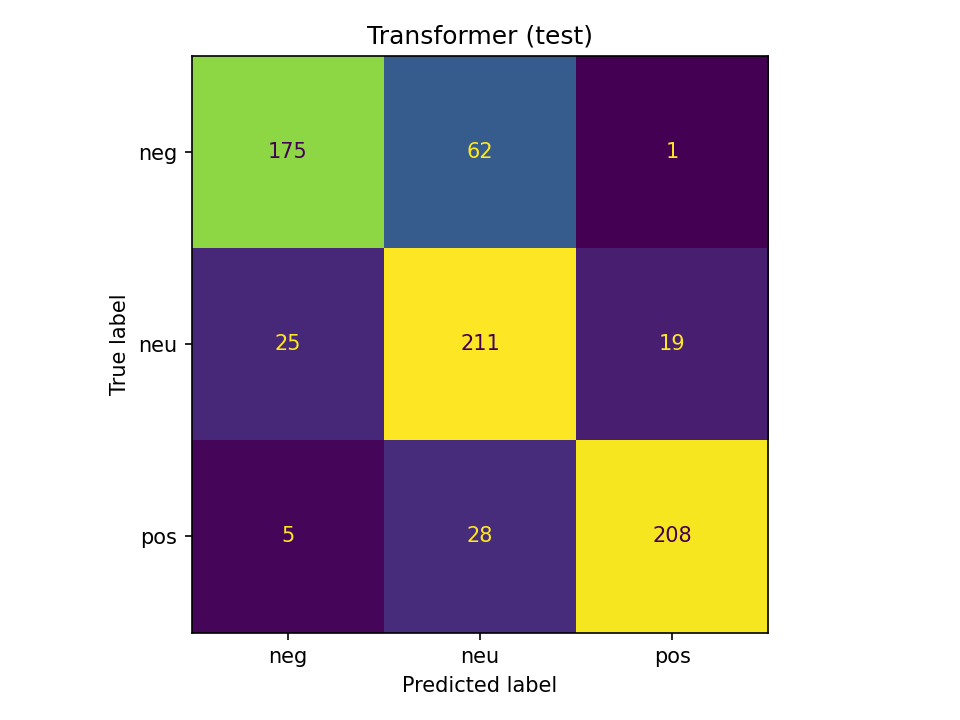 Transformer (test)
neg 175 62 1
neu 25 211 19
pos 5 28 208
neg neu pos
Predicted label
True label